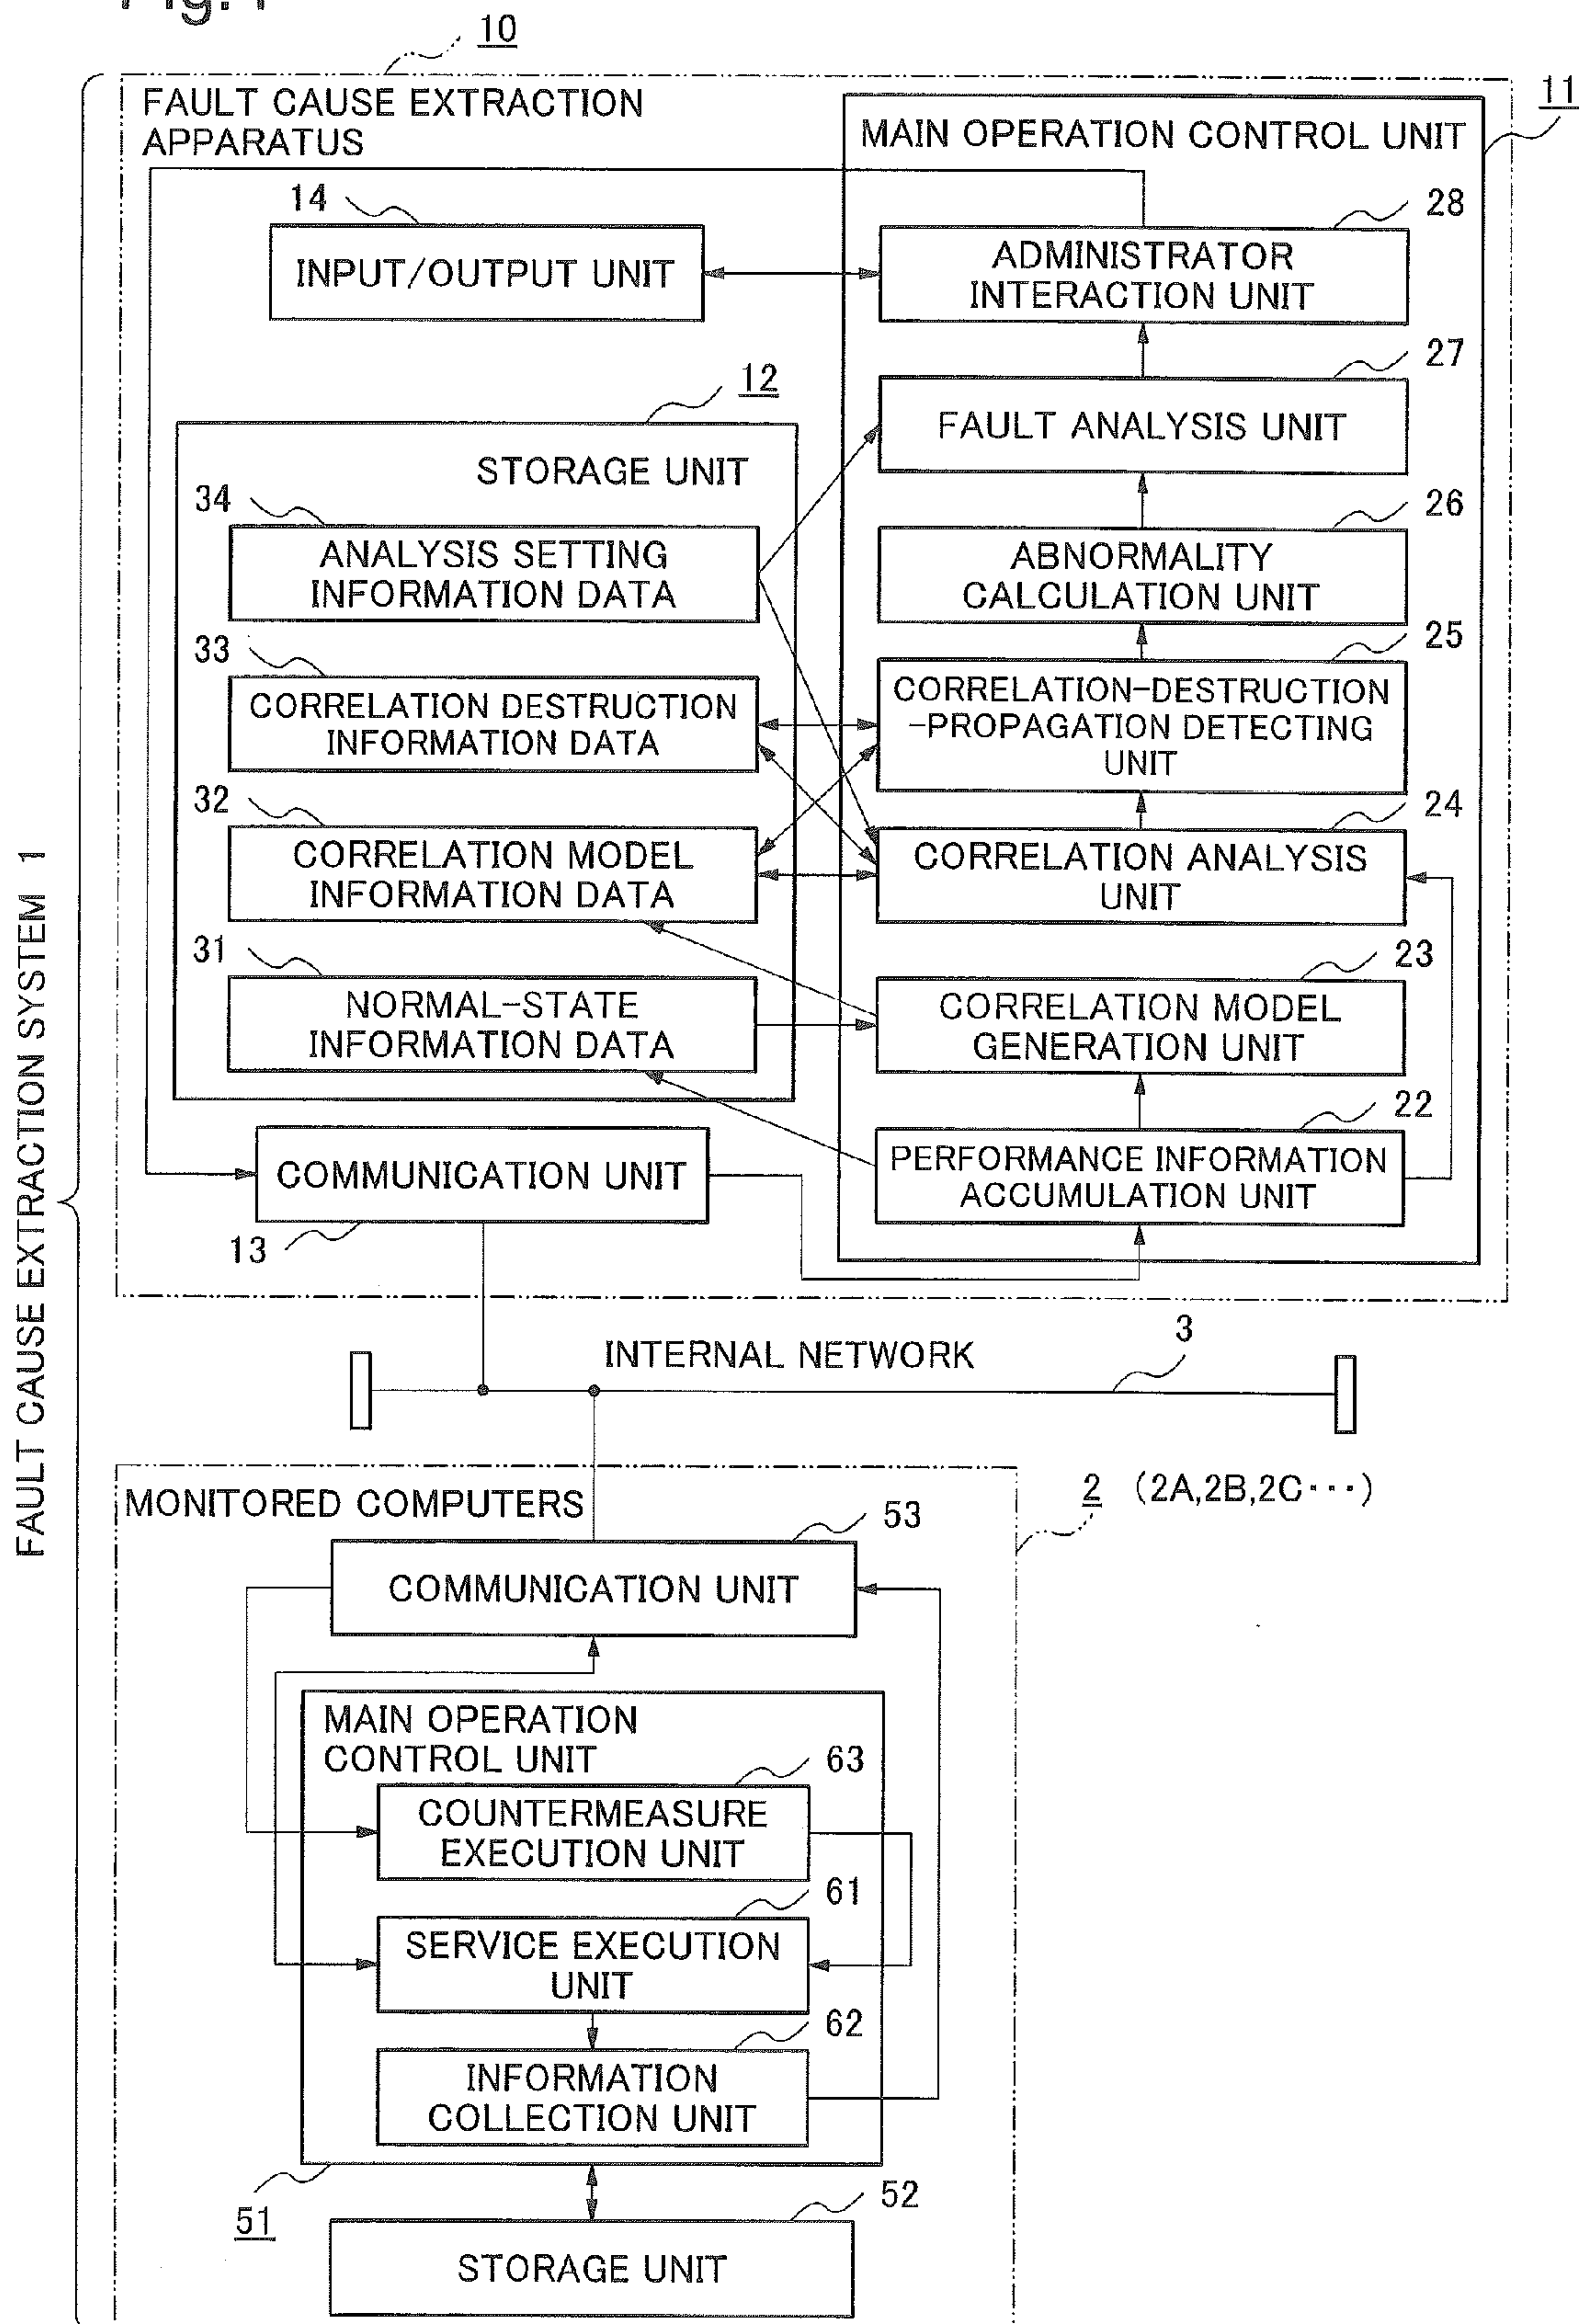 Fig. 1
10
FAULT CAUSE EXTRACTION
APPARATUS
11
MAIN OPERATION CONTROL UNIT
14
INPUT/OUTPUT UNIT
28
ADMINISTRATOR
INTERACTION UNIT
27
FAULT ANALYSIS UNIT
12
STORAGE UNIT
34
ANALYSIS SETTING
INFORMATION DATA
26
ABNORMALITY
CALCULATION UNIT
33
CORRELATION DESTRUCTION
INFORMATION DATA
25
CORRELATION-DESTRUCTION
-PROPAGATION DETECTING
UNIT
32
CORRELATION MODEL
INFORMATION DATA
24
CORRELATION ANALYSIS
UNIT
31
NORMAL-STATE
INFORMATION DATA
23
CORRELATION MODEL
GENERATION UNIT
22
PERFORMANCE INFORMATION
ACCUMULATION UNIT
COMMUNICATION UNIT
13
FAULT CAUSE EXTRACTION SYSTEM 1
INTERNAL NETWORK
3
MONITORED COMPUTERS
2 (2A,2B,2C···)
53
COMMUNICATION UNIT
MAIN OPERATION
CONTROL UNIT
63
COUNTERMEASURE
EXECUTION UNIT
61
SERVICE EXECUTION
UNIT
62
INFORMATION
COLLECTION UNIT
51
52
STORAGE UNIT